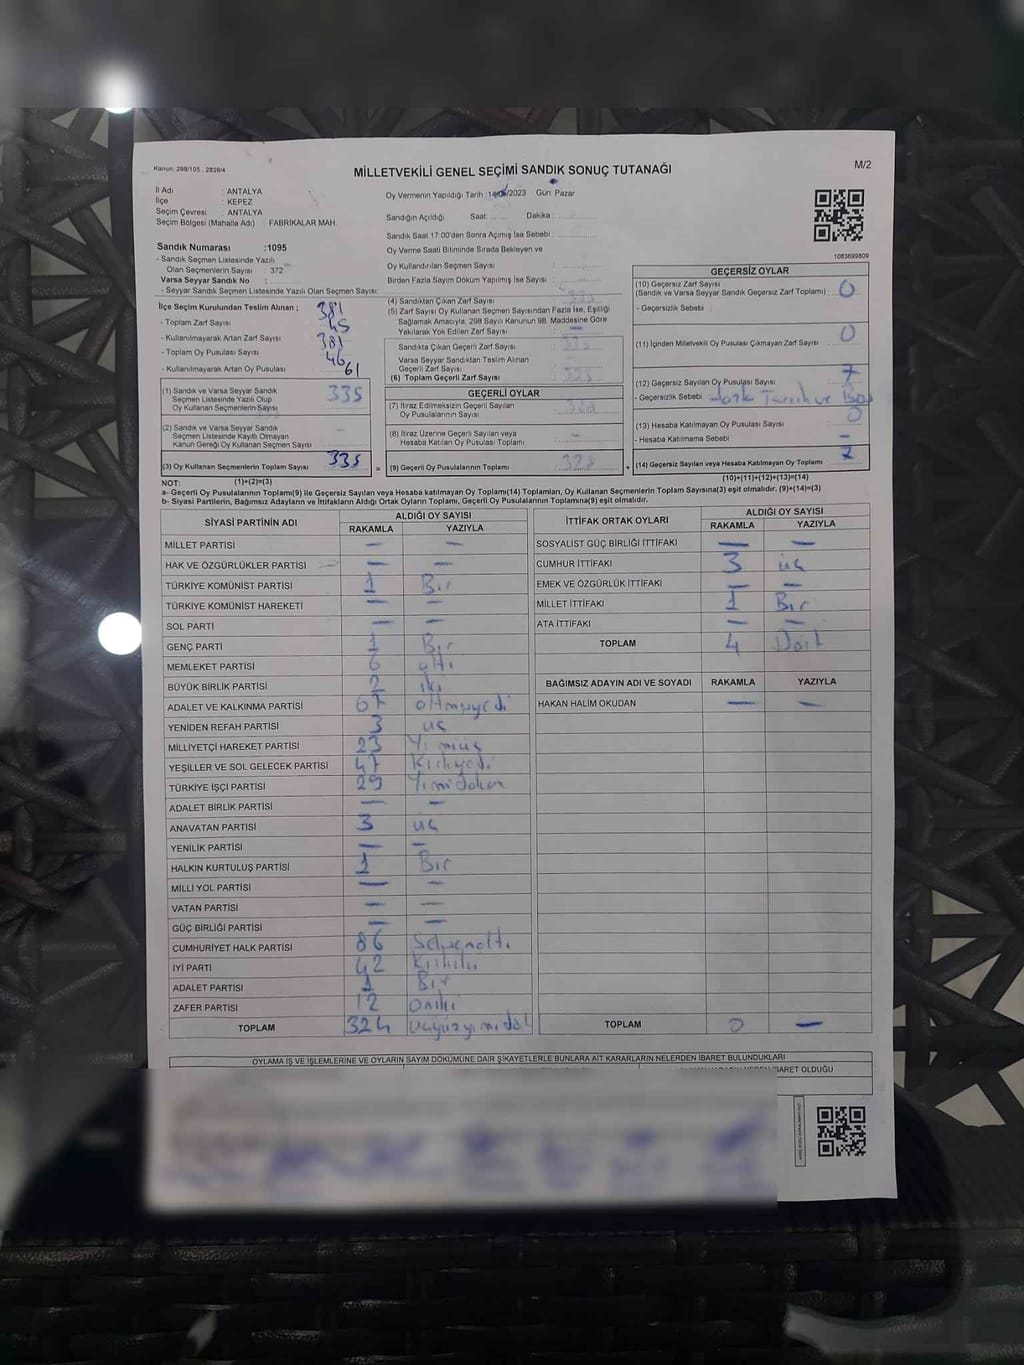 Kanun: 298/105 , 2839/4
MİLLETVEKİLİ GENEL SEÇİMİ SANDIK SONUÇ TUTANAĞI
M/2
İl Adı : ANTALYA
İlçe : KEPEZ
Seçim Çevresi : ANTALYA
Seçim Bölgesi (Mahalle Adı) : FABRİKALAR MAH.
Sandık Numarası :1095
- Sandık Seçmen Listesinde Yazılı
Olan Seçmenlerin Sayısı : 372
Varsa Seyyar Sandık No :
- Seyyar Sandık Seçmen Listesinde Yazılı Olan Seçmen Sayısı:
İlçe Seçim Kurulundan Teslim Alınan ;
- Toplam Zarf Sayısı : 381
- Kullanılmayarak Artan Zarf Sayısı : 45
- Toplam Oy Pusulası Sayısı : 381
- Kullanılmayarak Artan Oy Pusulası : 46
Oy Vermenin Yapıldığı Tarih : /2023 Gün: Pazar
Sandığın Açıldığı Saat: Dakika :
Sandık Saat 17:00'den Sonra Açımış İse Sebebi :
Oy Verme Saati Bitiminde Sırada Bekleyen ve
Oy Kullandırılan Seçmen Sayısı :
Birden Fazla Sayım Dökum Yapılmış İse Sayısı :
1083699809
(1) Sandık ve Varsa Seyyar Sandık
Seçmen Listesinde Yazılı Olup
Oy Kullanan Seçmenlerin Sayısı 335
(2) Sandık ve Varsa Seyyar Sandık
Seçmen Listesinde Kayıtlı Olmayan
Kanun Gereği Oy Kullanan Seçmen Sayısı :
(3) Oy Kullanan Seçmenlerin Toplam Sayısı : 335
(1)+(2)=(3)
(4) Sandıktan Çıkan Zarf Sayısı :
(5) Zarf Sayısı Oy Kullanan Seçmen Sayısından Fazla İse, Eşitliği
Sağlamak Amacıyla, 298 Sayılı Kanunun 98. Maddesine Göre
Yakılarak Yok Edilen Zarf Sayısı : —
Sandıkta Çıkan Geçerli Zarf Sayısı : 335
Varsa Seyyar Sandıktan Teslim Alınan
Geçerli Zarf Sayısı :
(6) Toplam Geçerli Zarf Sayısı :
GEÇERLİ OYLAR
(7) İtiraz Edilmeksizin Geçerli Sayılan
Oy Pusulalarının Sayısı : 328
(8) İtiraz Üzerine Geçerli Sayılan veya
Hesaba Katılan Oy Pusulası Toplamı : —
= (9) Geçerli Oy Pusulalarının Toplamı : 328 +
GEÇERSİZ OYLAR
(10) Geçersiz Zarf Sayısı
(Sandık ve Varsa Seyyar Sandık Geçersiz Zarf Toplamı) : 0
- Geçersizlik Sebebi :
(11) İçinden Milletvekili Oy Pusulası Çıkmayan Zarf Sayısı : 0
(12) Geçersiz Sayılan Oy Pusulası Sayısı : 7
- Geçersizlik Sebebi
(13) Hesaba Katılmayan Oy Pusulası Sayısı : 0
- Hesaba Katılmama Sebebi : —
(14) Geçersiz Sayılan veya Hesaba Katılmayan Oy Toplamı : 7
(10)+(11)+(12)+(13)=(14)
NOT:
a- Geçerli Oy Pusulaları Toplamı(9) ile Geçersiz Sayılan veya Hesaba katılmayan Oy Toplamı(14) Toplamları, Oy Kullanan Seçmenlerin Toplam Sayısına(3) eşit olmalıdır. (9)+(14)=(3)
b- Siyasi Partilerin, Bağımsız Adayların ve İttifakların Aldığı Ortak Oyların Toplamı, Geçerli Oy Pusulalarının Toplamına(9) eşit olmalıdır.
SİYASİ PARTİNİN ADI ALDIĞI OY SAYISI
RAKAMLA YAZIYLA
MİLLET PARTİSİ — —
HAK VE ÖZGÜRLÜKLER PARTİSİ — —
TÜRKİYE KOMÜNİST PARTİSİ 1 Bir
TÜRKİYE KOMÜNİST HAREKETİ — —
SOL PARTİ — —
GENÇ PARTİ 1 Bir
MEMLEKET PARTİSİ 6 altı
BÜYÜK BİRLİK PARTİSİ 2 iki
ADALET VE KALKINMA PARTİSİ 67 altmışyedi
YENİDEN REFAH PARTİSİ 3 üç
MİLLİYETÇİ HAREKET PARTİSİ 23
YEŞİLLER VE SOL GELECEK PARTİSİ 47 Kırkyedi
TÜRKİYE İŞÇİ PARTİSİ 29
ADALET BİRLİK PARTİSİ — —
ANAVATAN PARTİSİ 3 üç
YENİLİK PARTİSİ — —
HALKIN KURTULUŞ PARTİSİ 1 Bir
MİLLİ YOL PARTİSİ — —
VATAN PARTİSİ — —
GÜÇ BİRLİĞİ PARTİSİ — —
CUMHURİYET HALK PARTİSİ 86 Seksenaltı
İYİ PARTİ 42 Kırkiki
ADALET PARTİSİ 1 Bir
ZAFER PARTİSİ 12 Oniki
TOPLAM 324
İTTİFAK ORTAK OYLARI ALDIĞI OY SAYISI
RAKAMLA YAZIYLA
SOSYALİST GÜÇ BİRLİĞİ İTTİFAKI — —
CUMHUR İTTİFAKI 3 üç
EMEK VE ÖZGÜRLÜK İTTİFAKI — —
MİLLET İTTİFAKI 1 Bir
ATA İTTİFAKI — —
TOPLAM 4 Dört
BAĞIMSIZ ADAYIN ADI VE SOYADI RAKAMLA YAZIYLA
HAKAN HALİM OKUDAN — —
TOPLAM 0 —
OYLAMA İŞ VE İŞLEMLERİNE VE OYLARIN SAYIM DÖKÜMÜNE DAİR ŞİKAYETLERLE BUNLARA AİT KARARLARIN NELERDEN İBARET BULUNDUKLARI
İBARET OLDUĞU